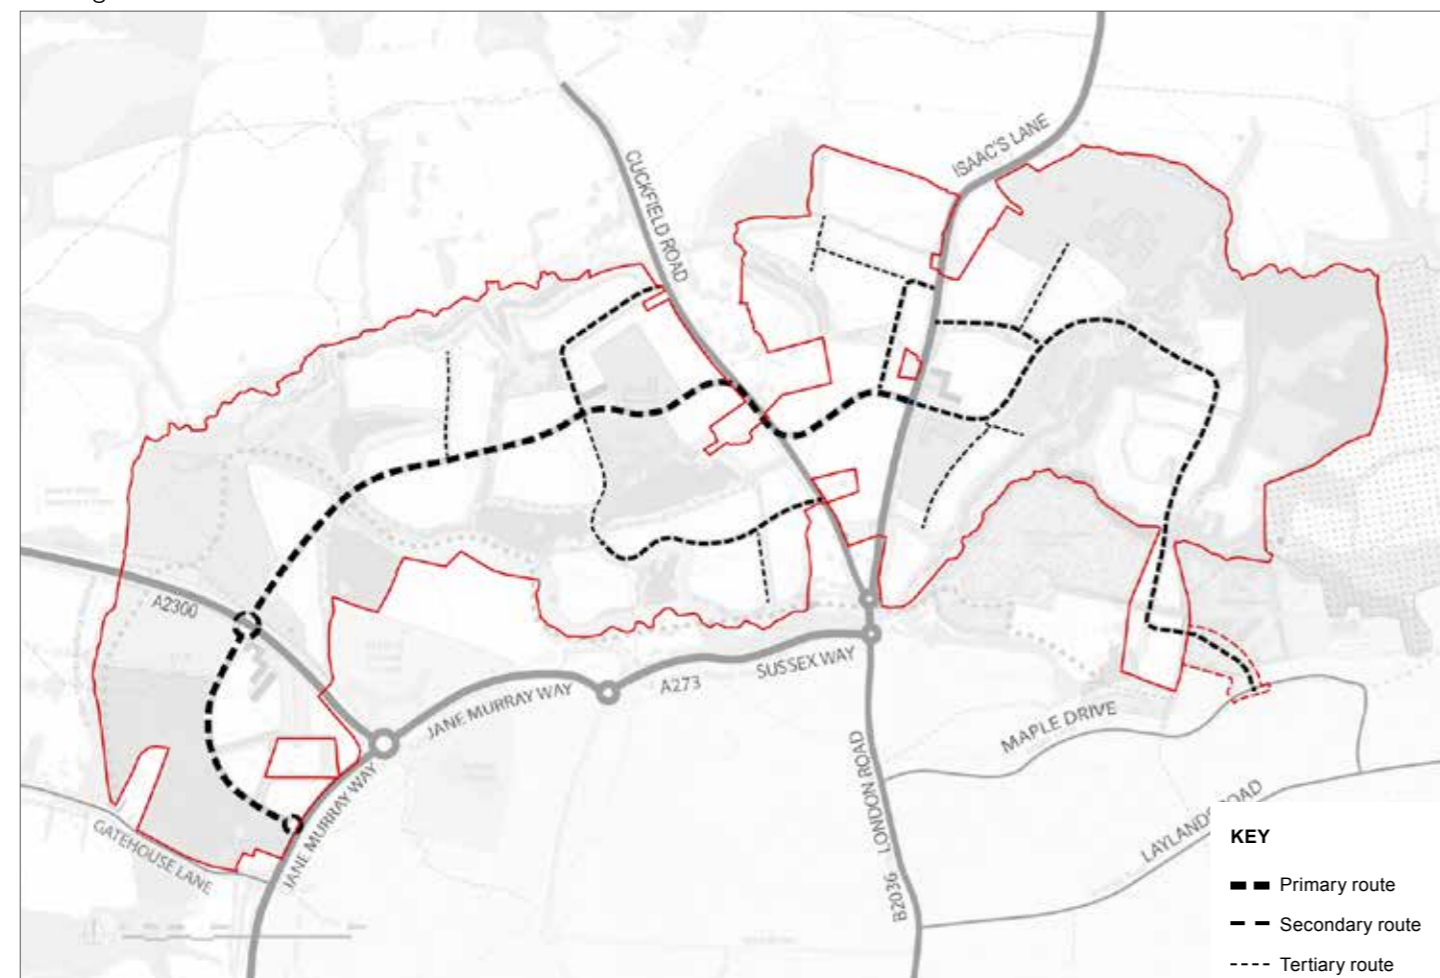 ISAAC'S LANE
CUCKFIELD ROAD
A2300
SUSSEX WAY
A273
JANE MURRAY WAY
MAPLE DRIVE
B2036 LONDON ROAD
JANE MURRAY WAY
GATEHOUSE LANE
KEY
Primary route
Secondary route
Tertiary route